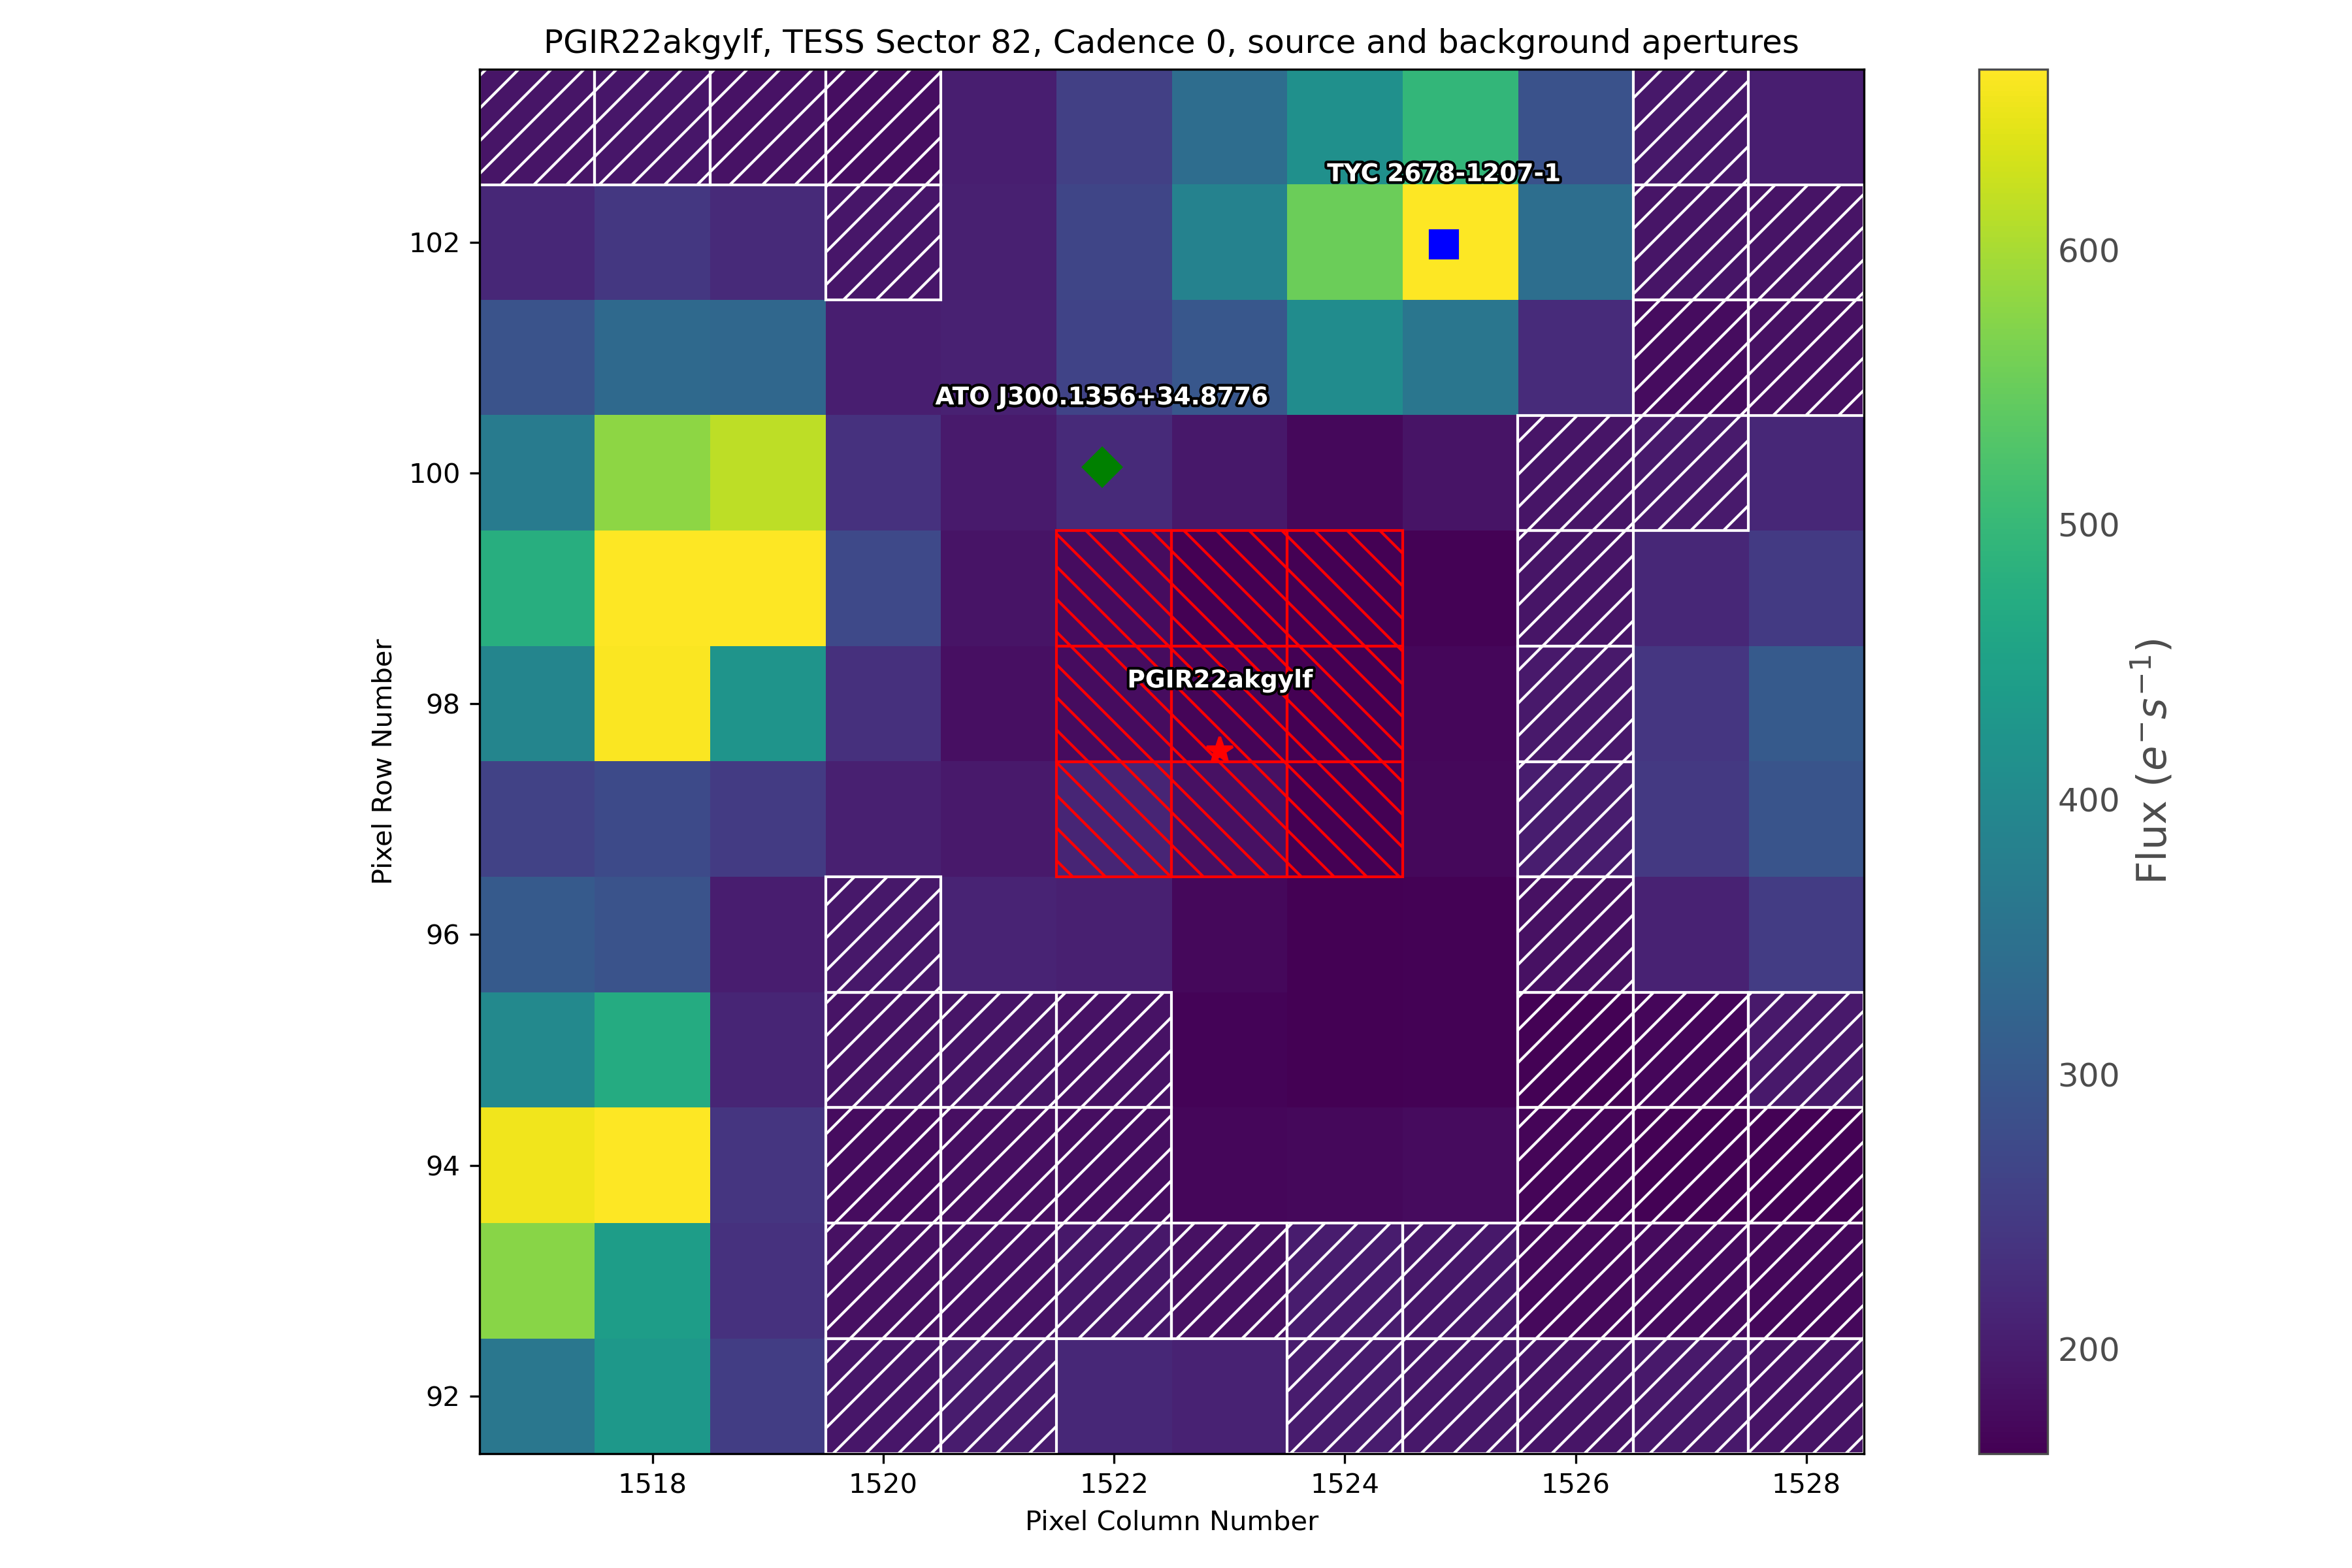 PGIR22akgylf, TESS Sector 82, Cadence 0, source and background apertures
TYC 2678-1207-1
ATO J300.1356+34.8776
PGIR22akgylf
Pixel Row Number
102
100
98
96
94
92
1518
1520
1522
1524
1526
1528
Pixel Column Number
600
500
400
300
200
Flux (e⁻s⁻¹)